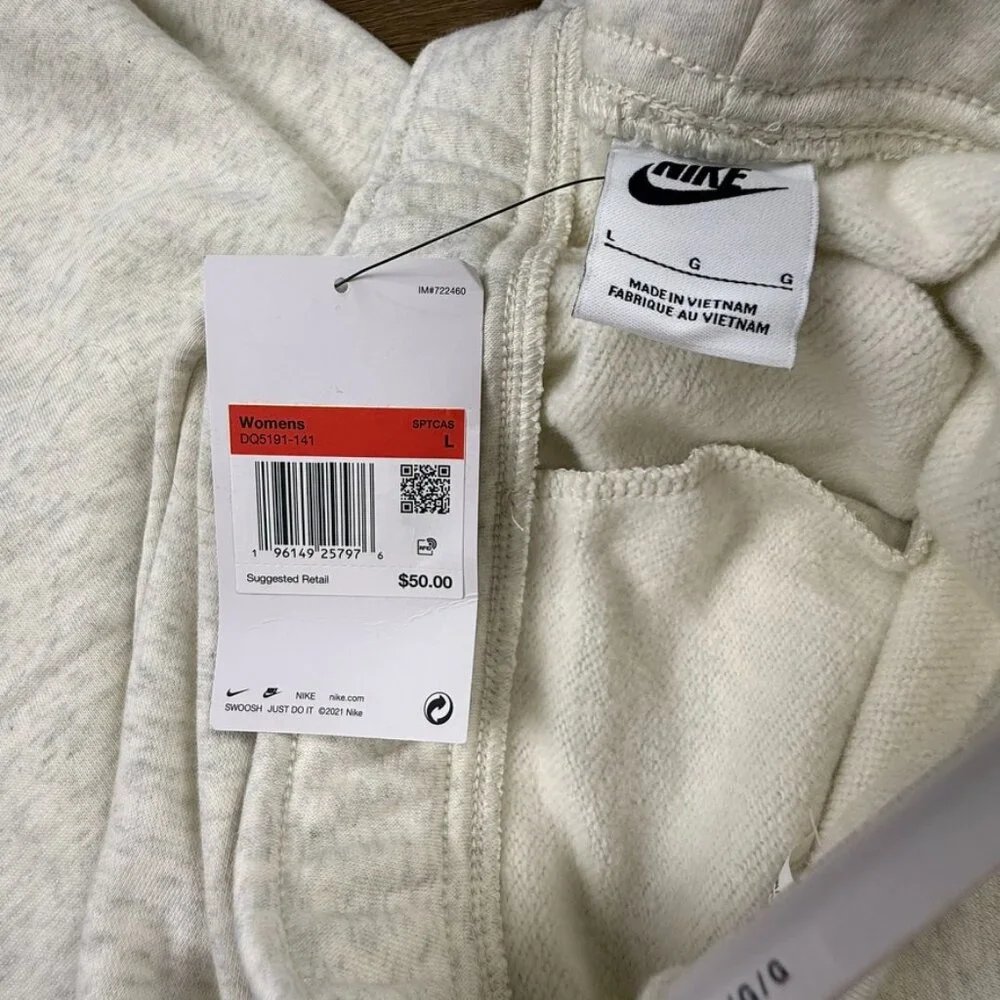 NIKE
L
G
G
MADE IN VIETNAM
FABRIQUE AU VIETNAM
IM#722460
Womens SPTCAS
DQ5191-141 L
1 96149 25797 6
RFID
Suggested Retail $50.00
NIKE nike.com
SWOOSH JUST DO IT ©2021 Nike
/G/G